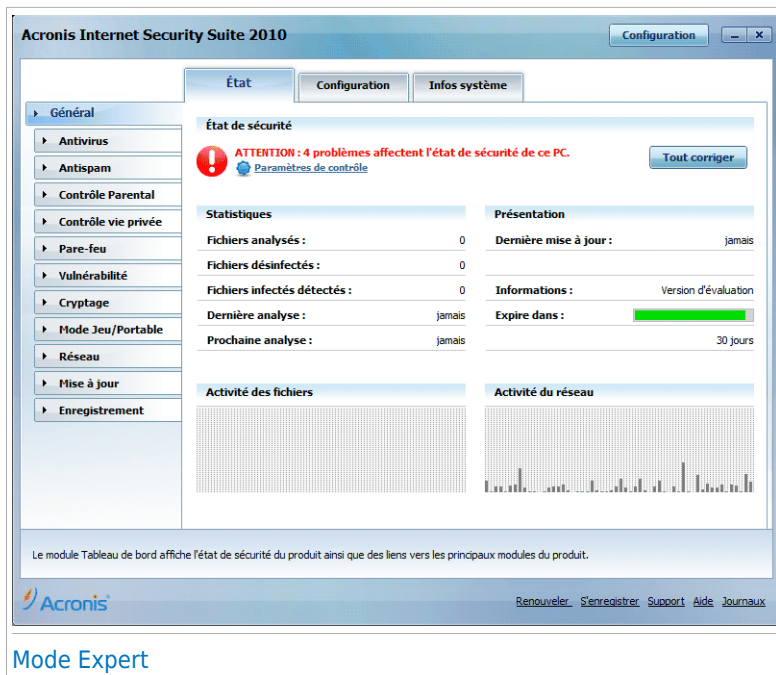 Acronis Internet Security Suite 2010
Configuration
État
Configuration
Infos système
Général
Antivirus
Antispam
Contrôle Parental
Contrôle vie privée
Pare-feu
Vulnérabilité
Cryptage
Mode Jeu/Portable
Réseau
Mise à jour
Enregistrement
État de sécurité
ATTENTION : 4 problèmes affectent l'état de sécurité de ce PC.
Paramètres de contrôle
Tout corriger
Statistiques
Fichiers analysés : 0
Fichiers désinfectés : 0
Fichiers infectés détectés : 0
Dernière analyse : jamais
Prochaine analyse : jamais
Présentation
Dernière mise à jour : jamais
Informations : Version d'évaluation
Expire dans :
30 jours
Activité des fichiers
Activité du réseau
Le module Tableau de bord affiche l'état de sécurité du produit ainsi que des liens vers les principaux modules du produit.
Acronis
Renouveler S'enregistrer Support Aide Journaux
Mode Expert